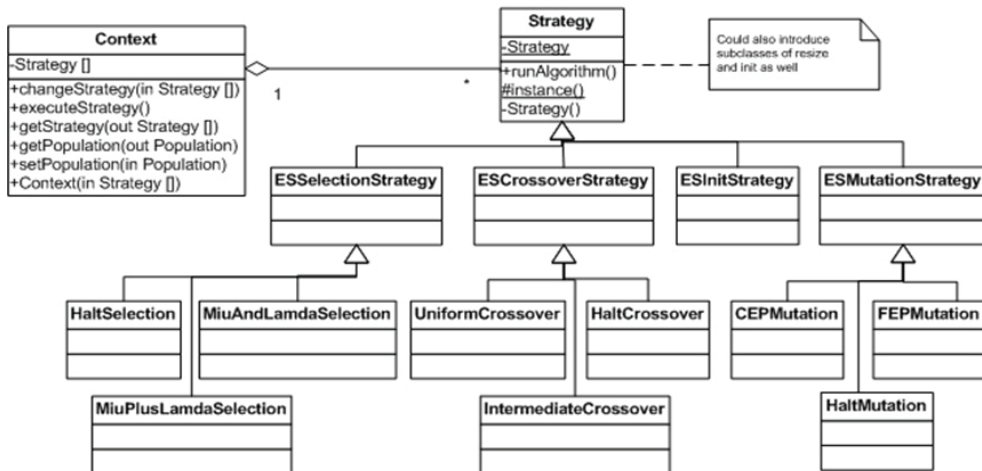 Context
-Strategy []
+changeStrategy(in Strategy [])
+executeStrategy()
+getStrategy(out Strategy [])
+getPopulation(out Population)
+setPopulation(in Population)
+Context(in Strategy [])
1
*
Strategy
-Strategy
+runAlgorithm()
#instance()
-Strategy()
Could also introduce
subclasses of resize
and init as well
ESSelectionStrategy
ESCrossoverStrategy
ESInitStrategy
ESMutationStrategy
HaltSelection
MiuAndLamdaSelection
UniformCrossover
HaltCrossover
CEPMutation
FEPMutation
MiuPlusLamdaSelection
IntermediateCrossover
HaltMutation